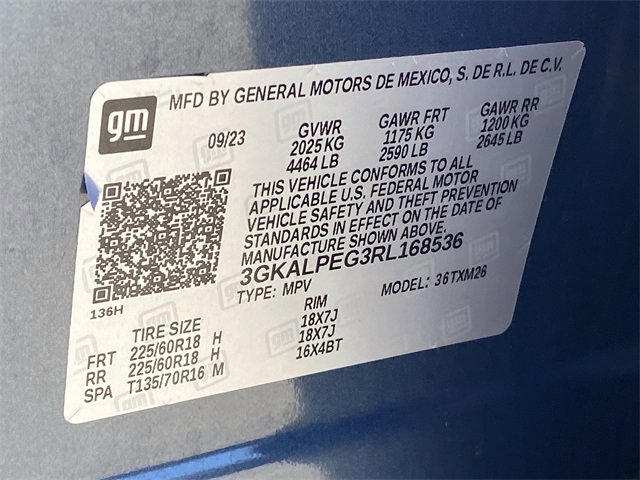 gm
MFD BY GENERAL MOTORS DE MEXICO, S. DE R.L. DE C.V.
09/23 GVWR GAWR FRT GAWR RR
2025 KG 1175 KG 1200 KG
4464 LB 2590 LB 2645 LB
THIS VEHICLE CONFORMS TO ALL
APPLICABLE U.S. FEDERAL MOTOR
VEHICLE SAFETY AND THEFT PREVENTION
STANDARDS IN EFFECT ON THE DATE OF
MANUFACTURE SHOWN ABOVE.
3GKALPEG3RL168536
TYPE: MPV MODEL: 36TXM26
136H
TIRE SIZE RIM
FRT 225/60R18 H 18X7J
RR 225/60R18 H 18X7J
SPA T135/70R16 M 16X4BT